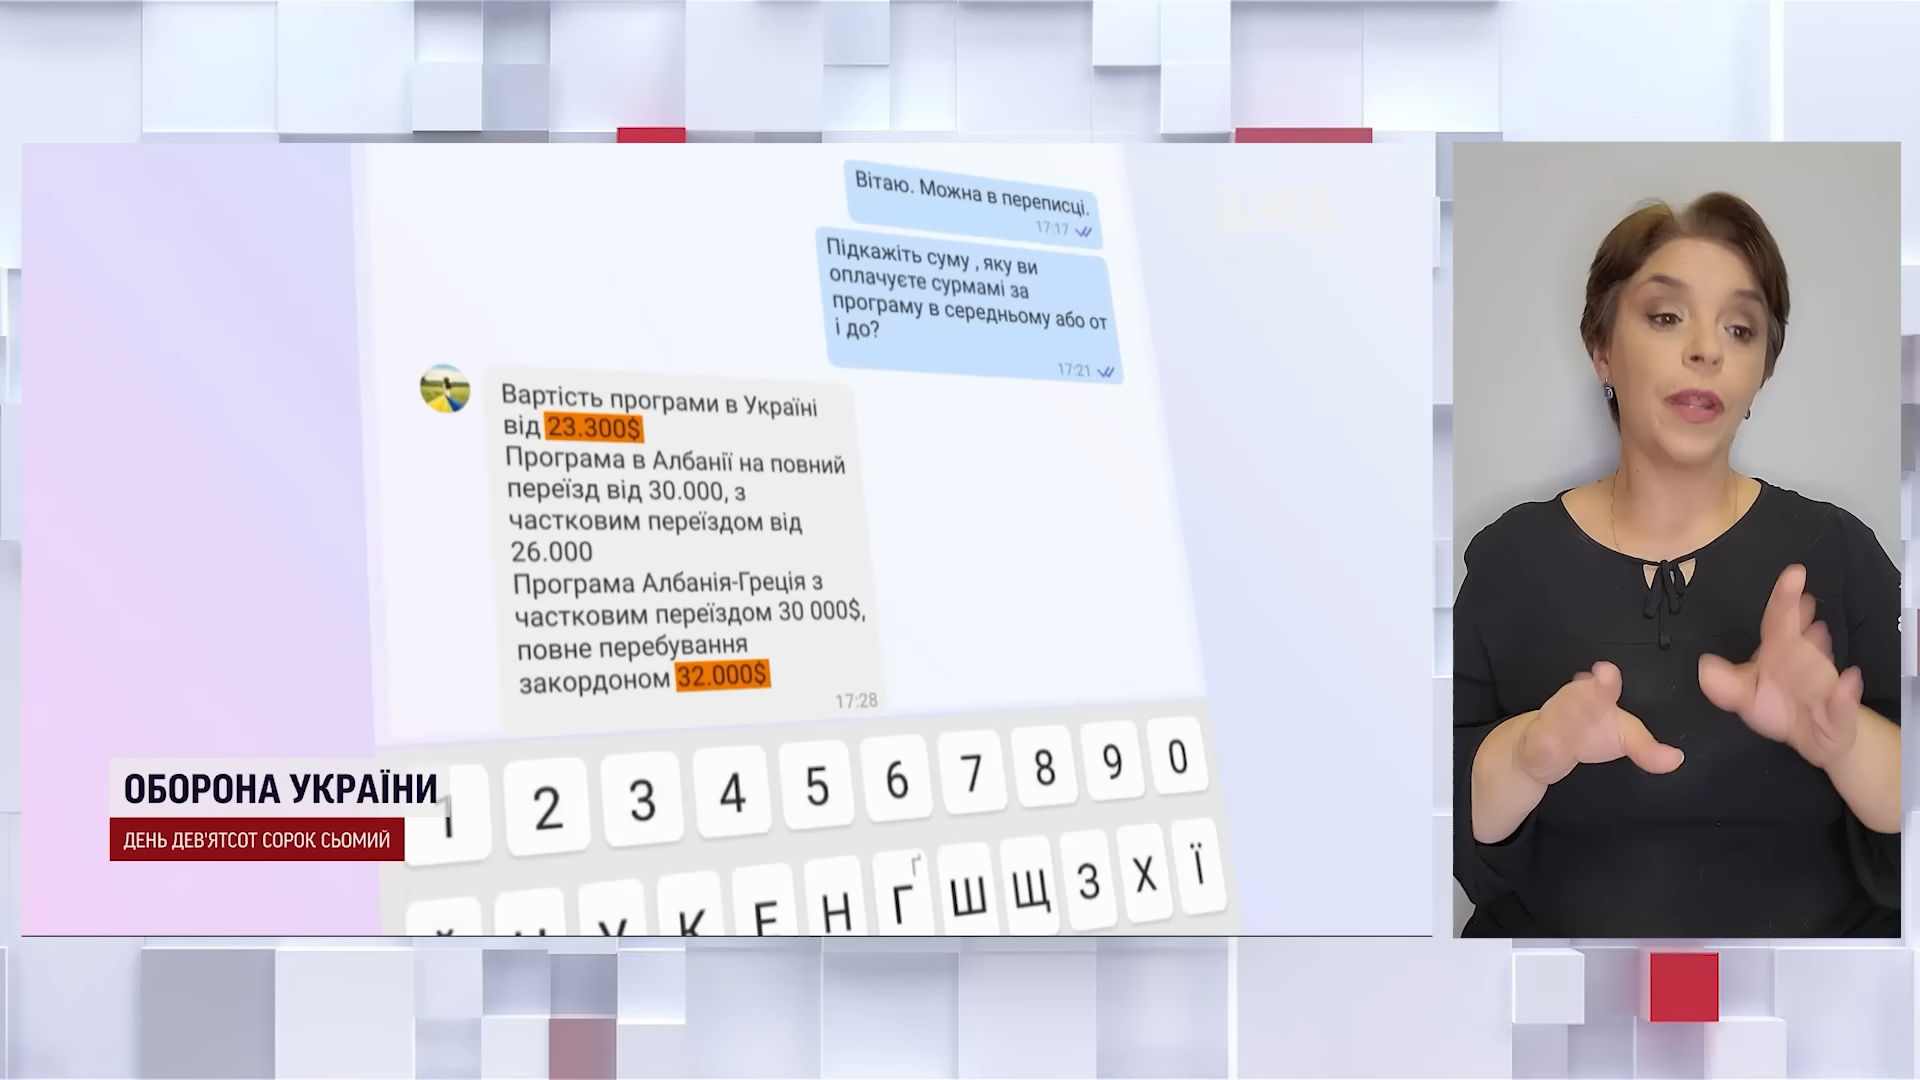 Вітаю. Можна в переписці.
17:17
Підкажіть суму , яку ви
оплачуєте сурмамі за
програму в середньому або от
і до?
17:21
Вартість програми в Україні
від 23.300$
Програма в Албанії на повний
переїзд від 30.000, з
частковим переїздом від
26.000
Програма Албанія-Греція з
частковим переїздом 30 000$,
повне перебування
закордоном 32.000$
17:28
ОБОРОНА УКРАЇНИ
ДЕНЬ ДЕВ'ЯТСОТ СОРОК СЬОМИЙ
1 2 3 4 5 6 7 8 9 0
Й Ц У К Е Н Г ґ Ш Щ З Х Ї